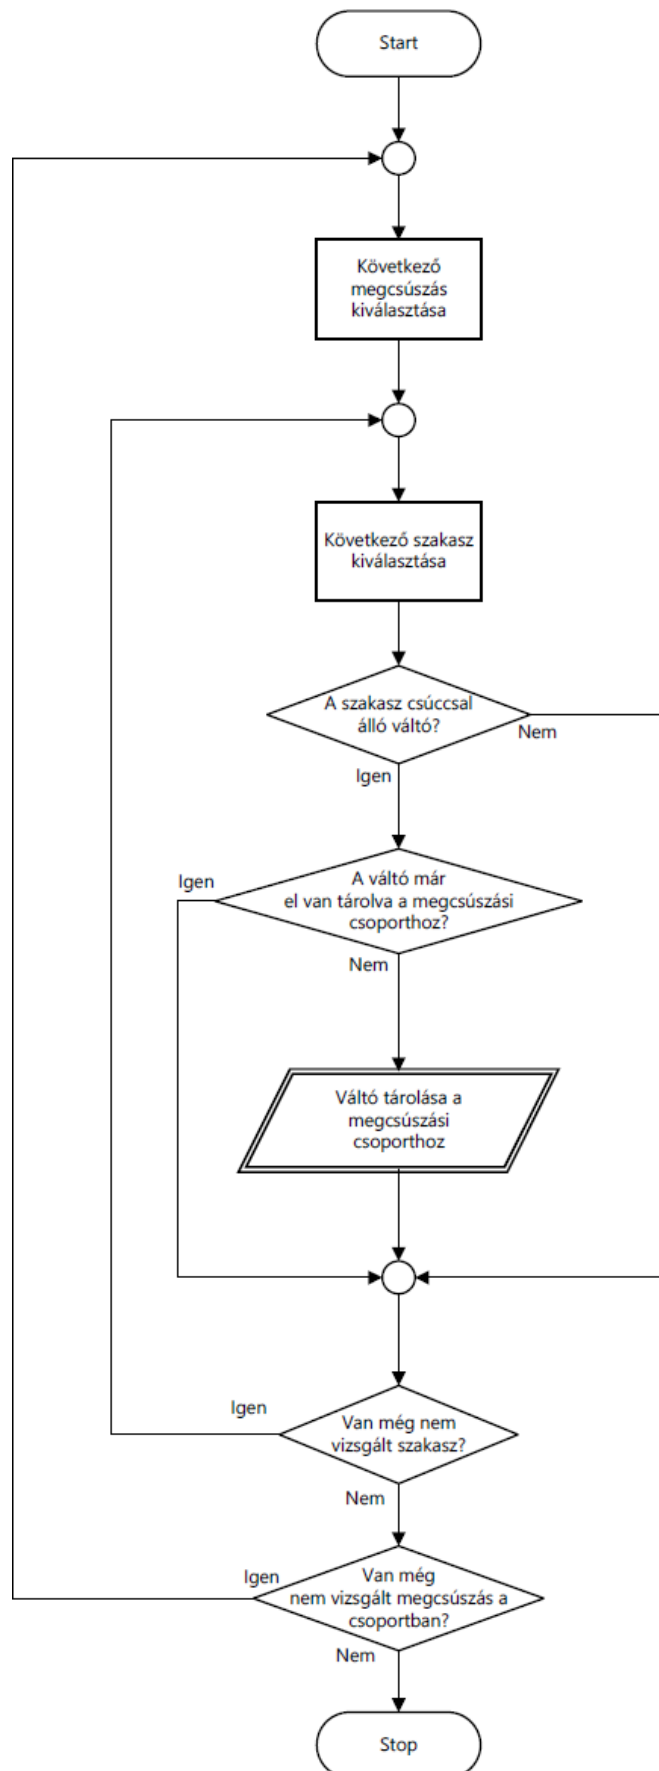 Start
Következő
megcsúszás
kiválasztása
Következő szakasz
kiválasztása
A szakasz csúccsal
álló váltó?
Nem
Igen
Igen
A váltó már
el van tárolva a megcsúszási
csoporthoz?
Nem
Váltó tárolása a
megcsúszási
csoporthoz
Igen
Van még nem
vizsgált szakasz?
Nem
Igen
Van még
nem vizsgált megcsúszás a
csoportban?
Nem
Stop